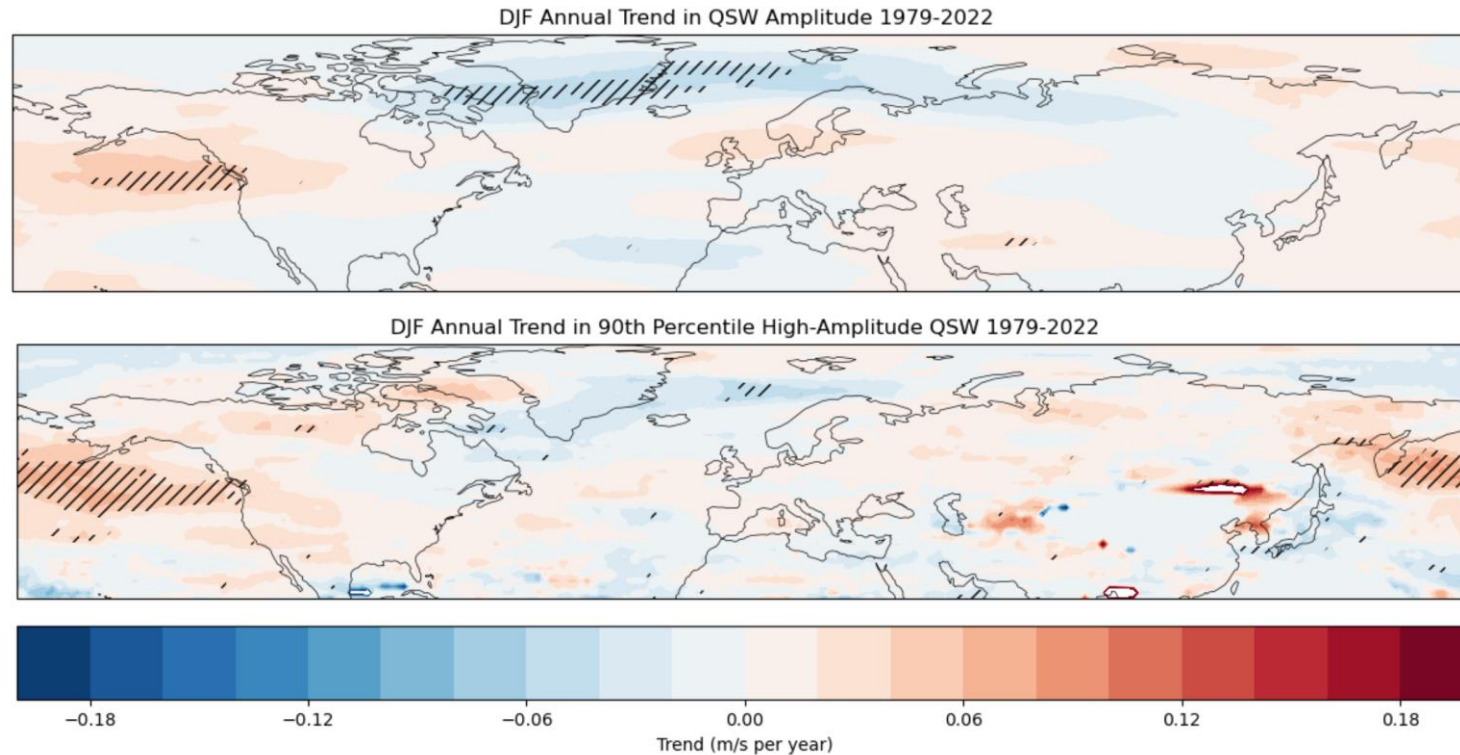 DJF Annual Trend in QSW Amplitude 1979-2022
DJF Annual Trend in 90th Percentile High-Amplitude QSW 1979-2022
−0.18 −0.12 −0.06 0.00 0.06 0.12 0.18
Trend (m/s per year)